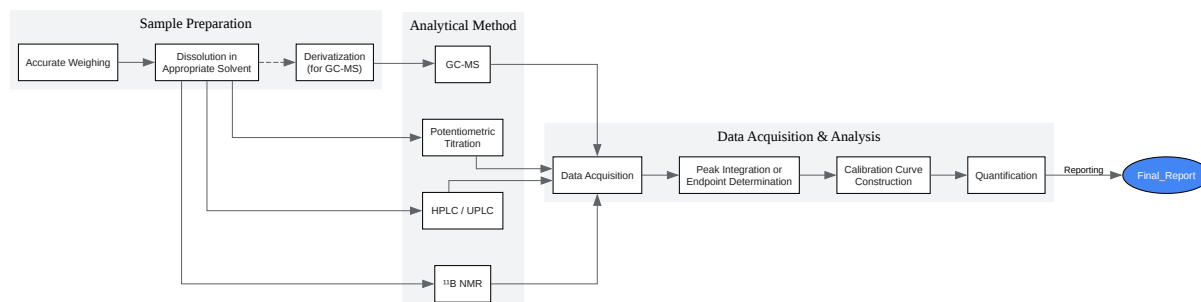 Sample Preparation
Accurate Weighing
Dissolution in
Appropriate Solvent
Derivatization
(for GC-MS)
Analytical Method
GC-MS
Potentiometric
Titration
HPLC / UPLC
¹¹B NMR
Data Acquisition & Analysis
Data Acquisition
Peak Integration or
Endpoint Determination
Calibration Curve
Construction
Quantification
Reporting
Final_Report